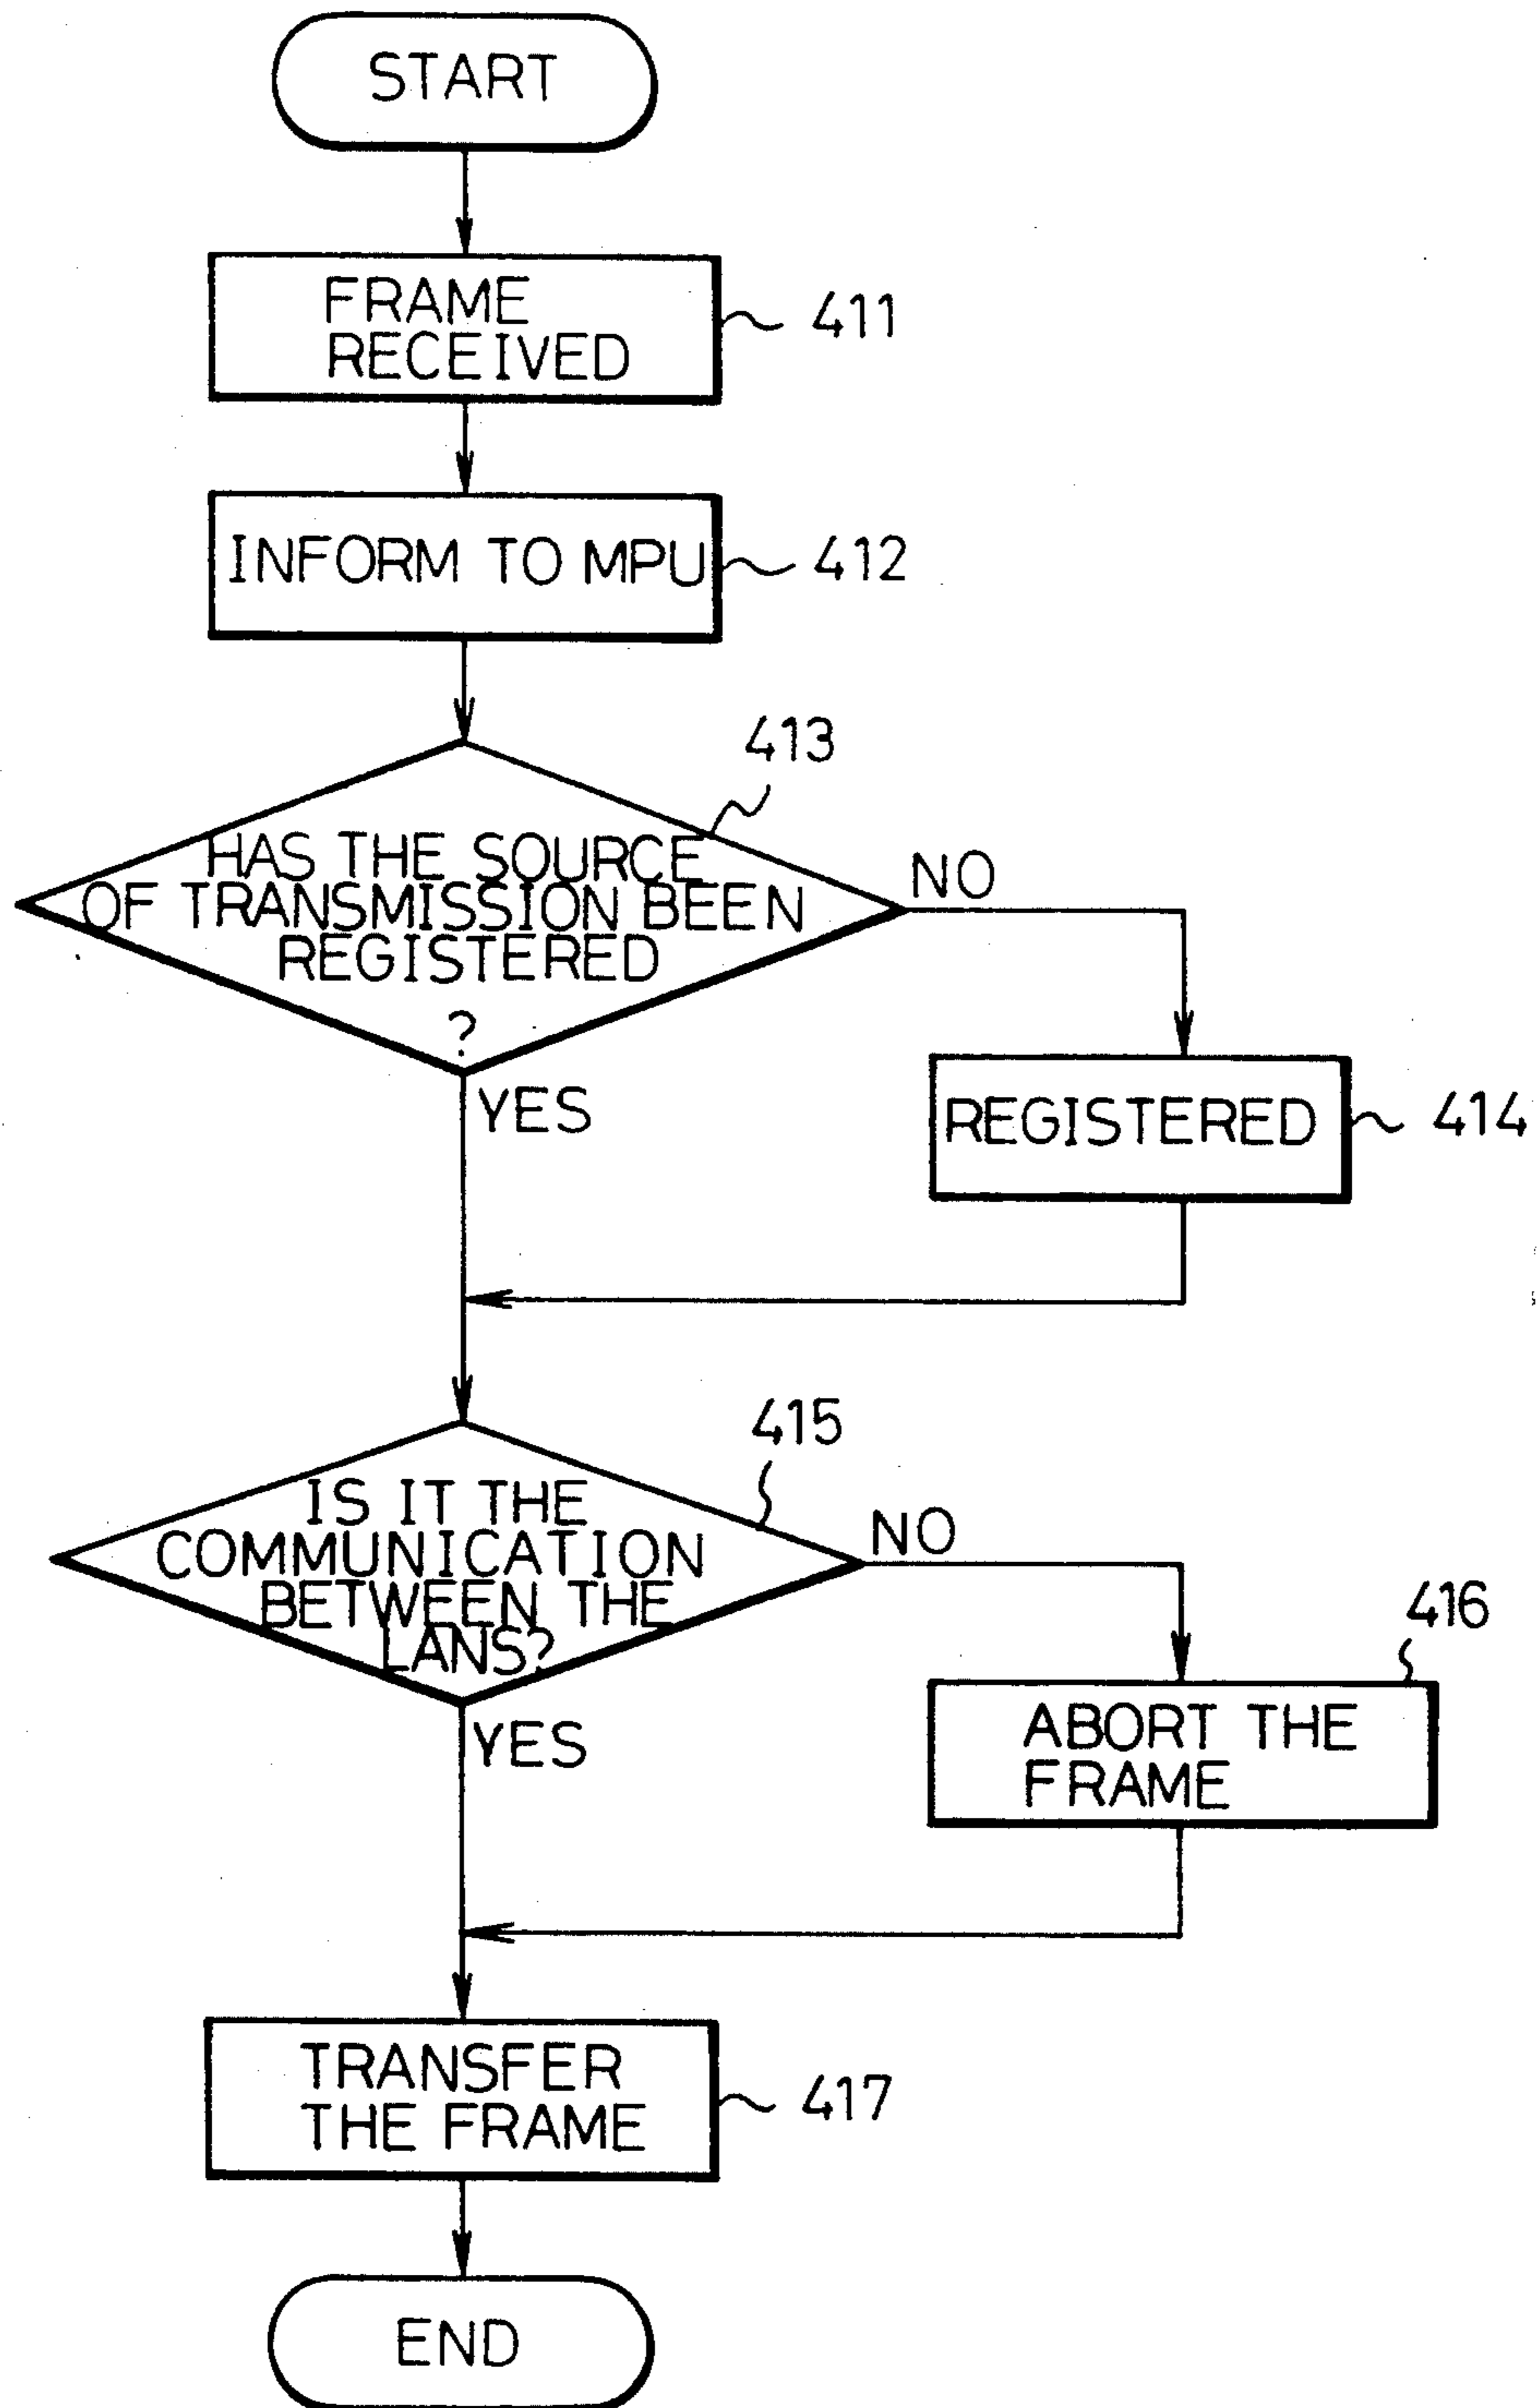 START
FRAME
RECEIVED
411
INFORM TO MPU
412
413
HAS THE SOURCE
OF TRANSMISSION BEEN
REGISTERED
?
NO
YES
REGISTERED
414
415
IS IT THE
COMMUNICATION
BETWEEN THE
LANS?
NO
YES
416
ABORT THE
FRAME
TRANSFER
THE FRAME
417
END